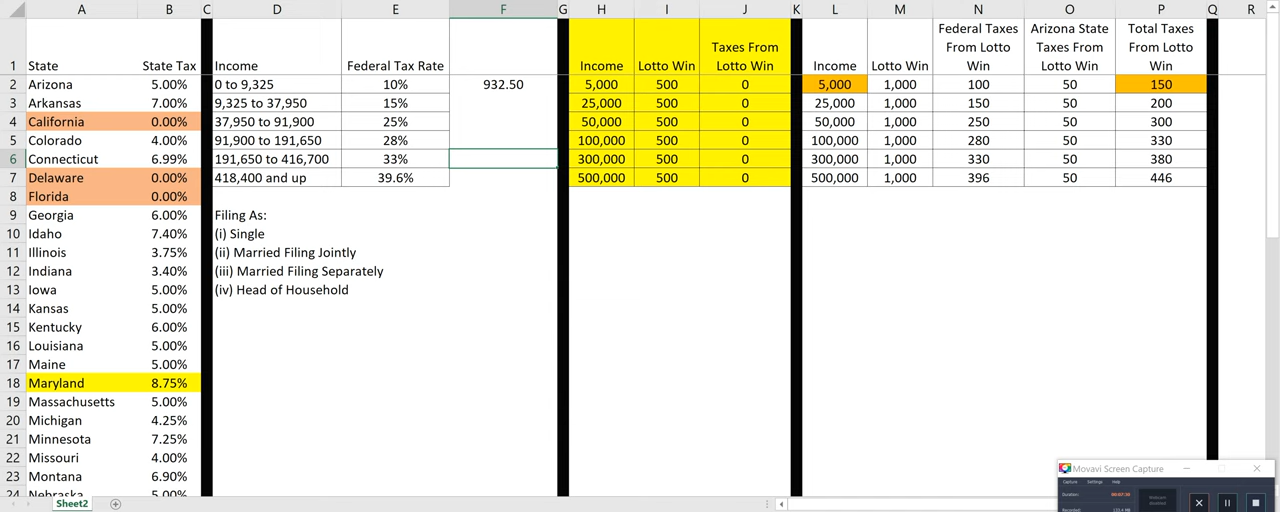 A B C D E F G H I J K L M N O P Q R
Federal Taxes Arizona State Total Taxes
Taxes From From Lotto Taxes From From Lotto
1 State State Tax Income Federal Tax Rate Income Lotto Win Lotto Win Income Lotto Win Win Lotto Win Win
2 Arizona 5.00% 0 to 9,325 10% 932.50 5,000 500 0 5,000 1,000 100 50 150
3 Arkansas 7.00% 9,325 to 37,950 15% 25,000 500 0 25,000 1,000 150 50 200
4 California 0.00% 37,950 to 91,900 25% 50,000 500 0 50,000 1,000 250 50 300
5 Colorado 4.00% 91,900 to 191,650 28% 100,000 500 0 100,000 1,000 280 50 330
6 Connecticut 6.99% 191,650 to 416,700 33% 300,000 500 0 300,000 1,000 330 50 380
7 Delaware 0.00% 418,400 and up 39.6% 500,000 500 0 500,000 1,000 396 50 446
8 Florida 0.00%
9 Georgia 6.00% Filing As:
10 Idaho 7.40% (i) Single
11 Illinois 3.75% (ii) Married Filing Jointly
12 Indiana 3.40% (iii) Married Filing Separately
13 Iowa 5.00% (iv) Head of Household
14 Kansas 5.00%
15 Kentucky 6.00%
16 Louisiana 5.00%
17 Maine 5.00%
18 Maryland 8.75%
19 Massachusetts 5.00%
20 Michigan 4.25%
21 Minnesota 7.25%
22 Missouri 4.00%
23 Montana 6.90%
24 Nebraska 5.00%
Sheet2
Movavi Screen Capture
Capture Settings Help
Duration:
Recorded: